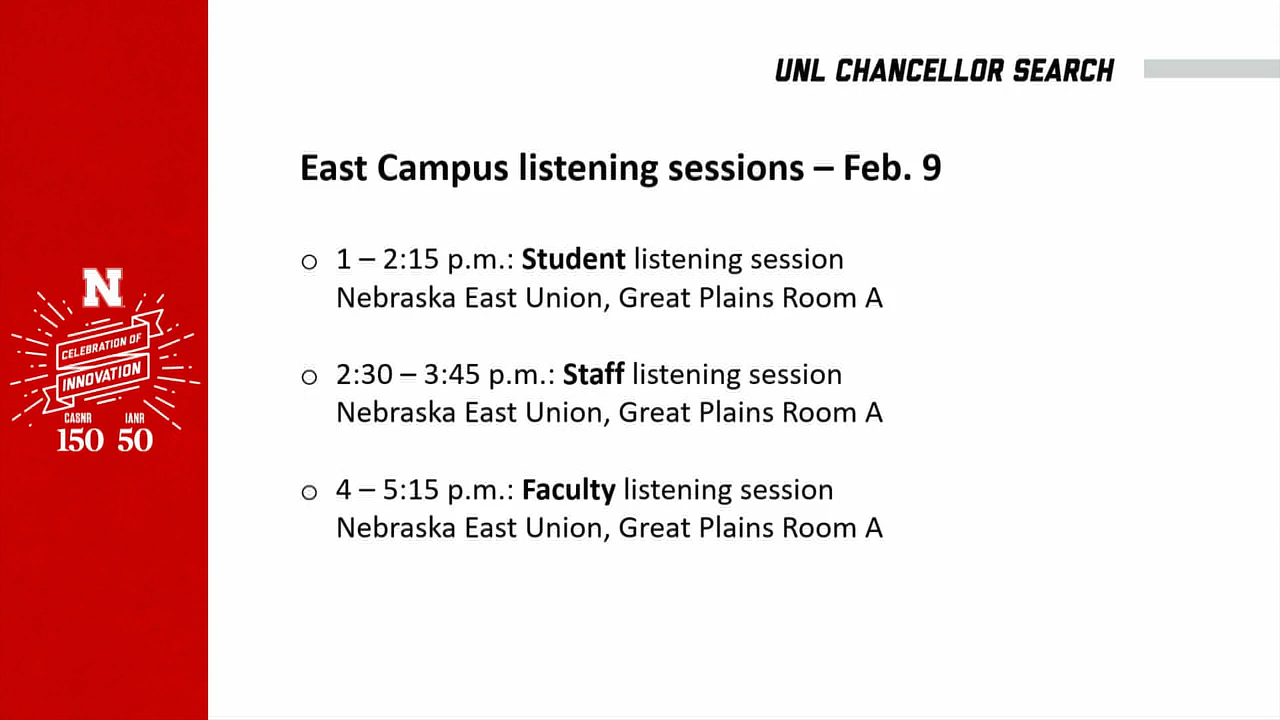 UNL CHANCELLOR SEARCH
East Campus listening sessions – Feb. 9
○ 1 – 2:15 p.m.: Student listening session
Nebraska East Union, Great Plains Room A
○ 2:30 – 3:45 p.m.: Staff listening session
Nebraska East Union, Great Plains Room A
○ 4 – 5:15 p.m.: Faculty listening session
Nebraska East Union, Great Plains Room A
N
CELEBRATION OF
INNOVATION
CASNR IANR
150 50